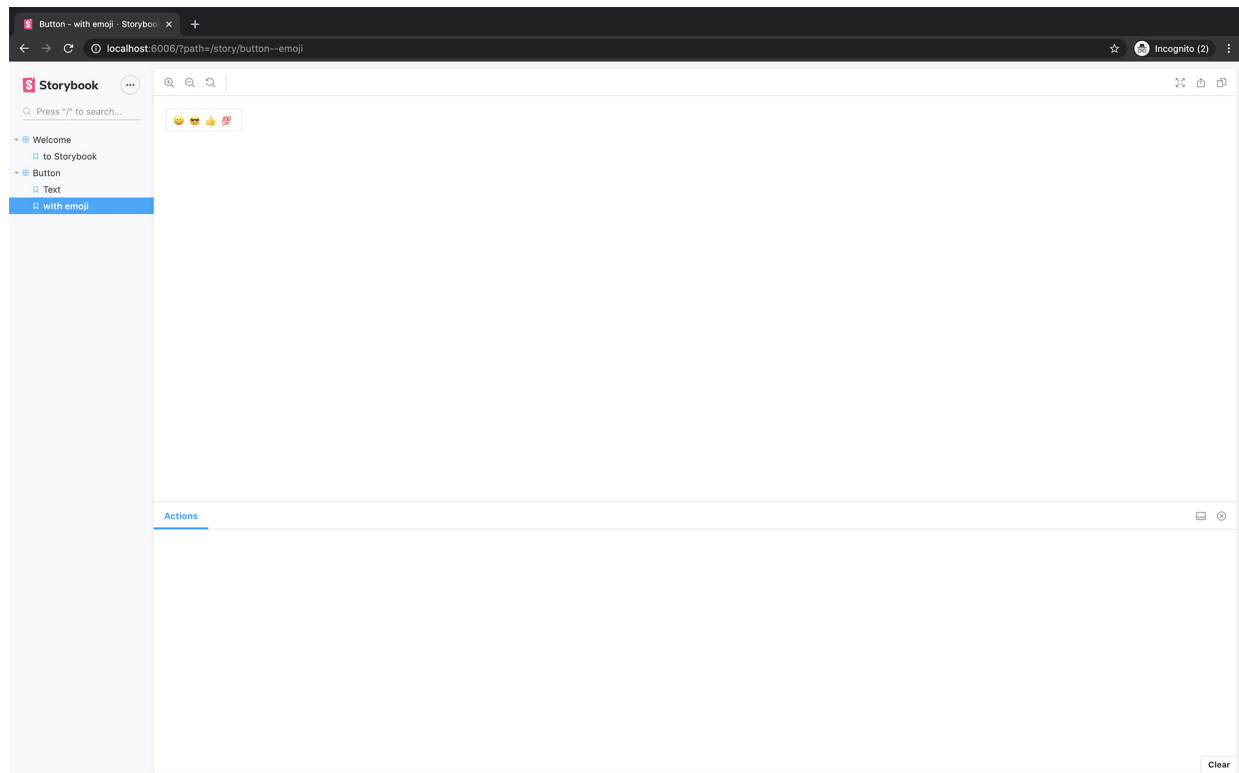 Button - with emoji · Storyboo
localhost:6006/?path=/story/button--emoji
Incognito (2)
Storybook
Press "/" to search...
Welcome
to Storybook
Button
Text
with emoji
😀 😎 👍 💯
Actions
Clear